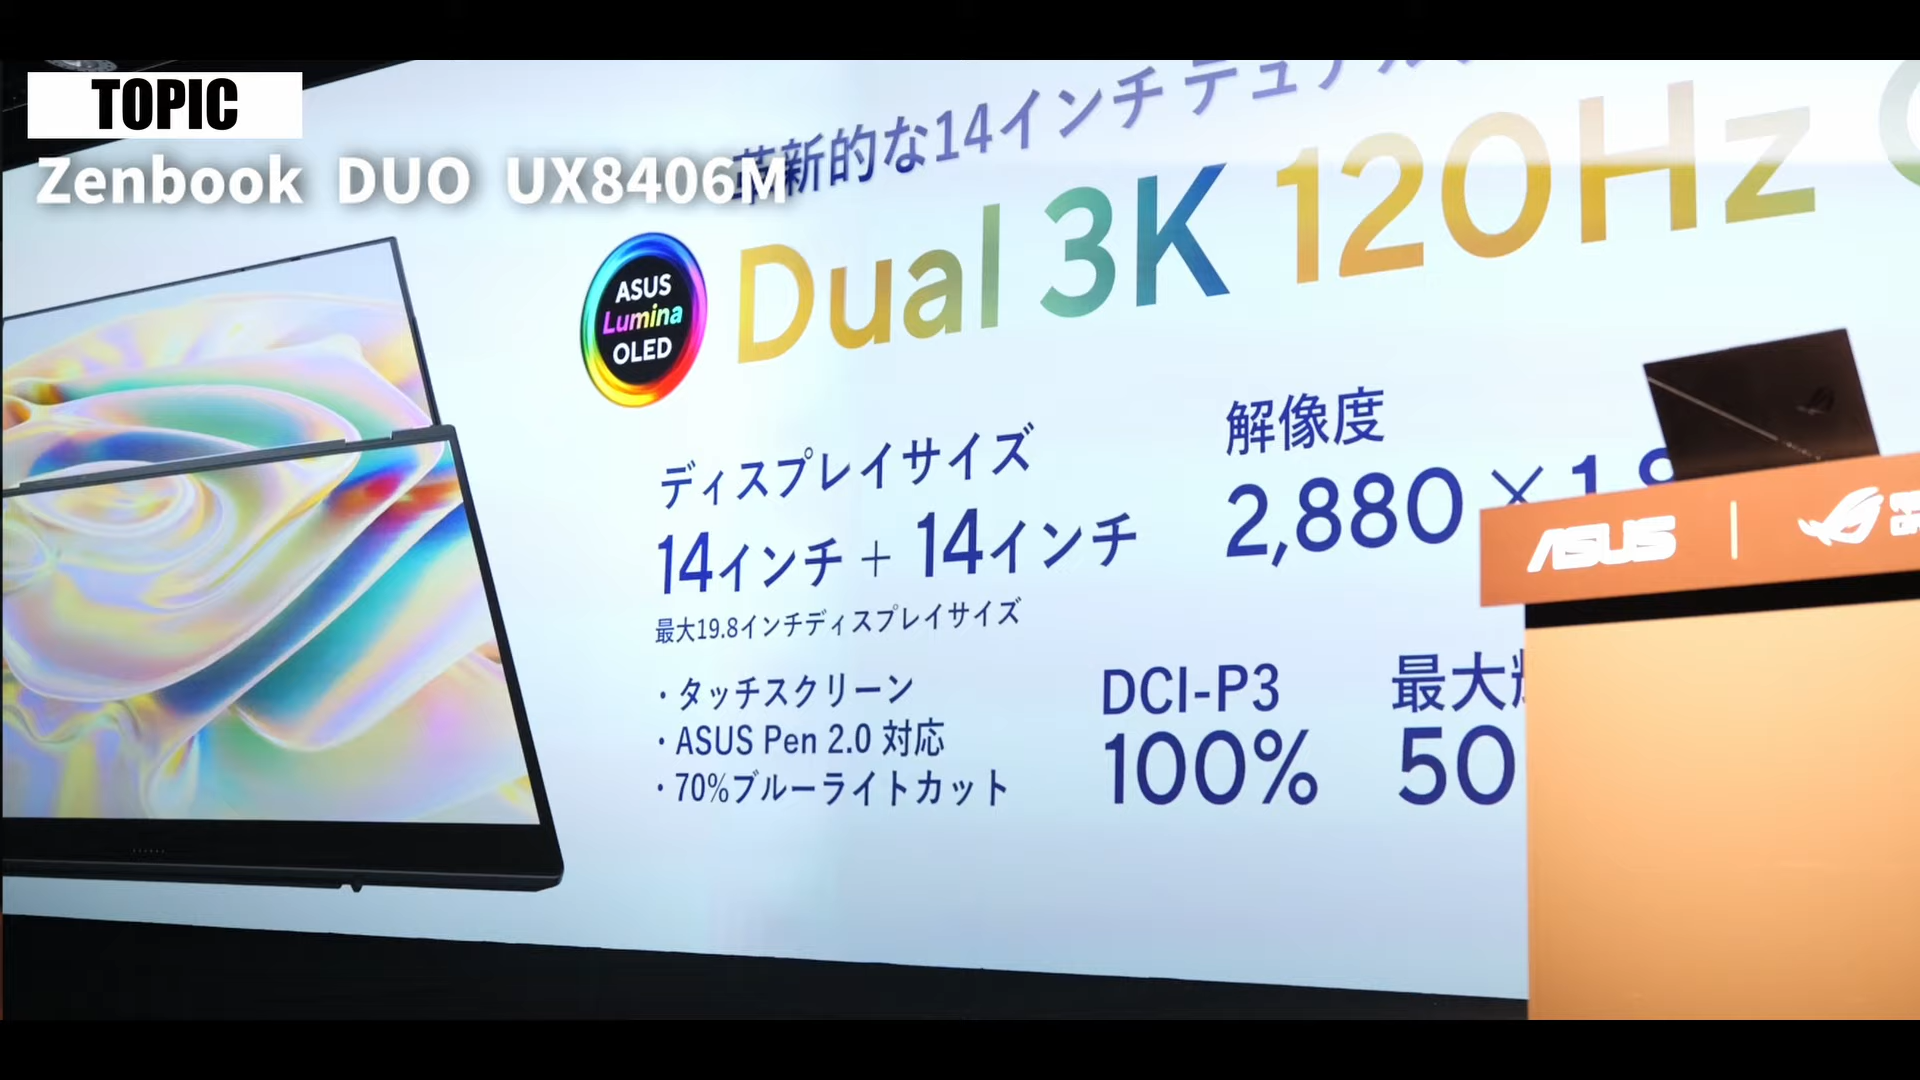 TOPIC
Zenbook DUO UX8406M
革新的な14インチ デュアル
Dual 3K 120Hz
ASUS
Lumina
OLED
ディスプレイサイズ
14インチ + 14インチ
最大19.8インチディスプレイサイズ
解像度
2,880 × 1,8
・タッチスクリーン
・ASUS Pen 2.0 対応
・70%ブルーライトカット
DCI-P3
100%
最大
50
ASUS